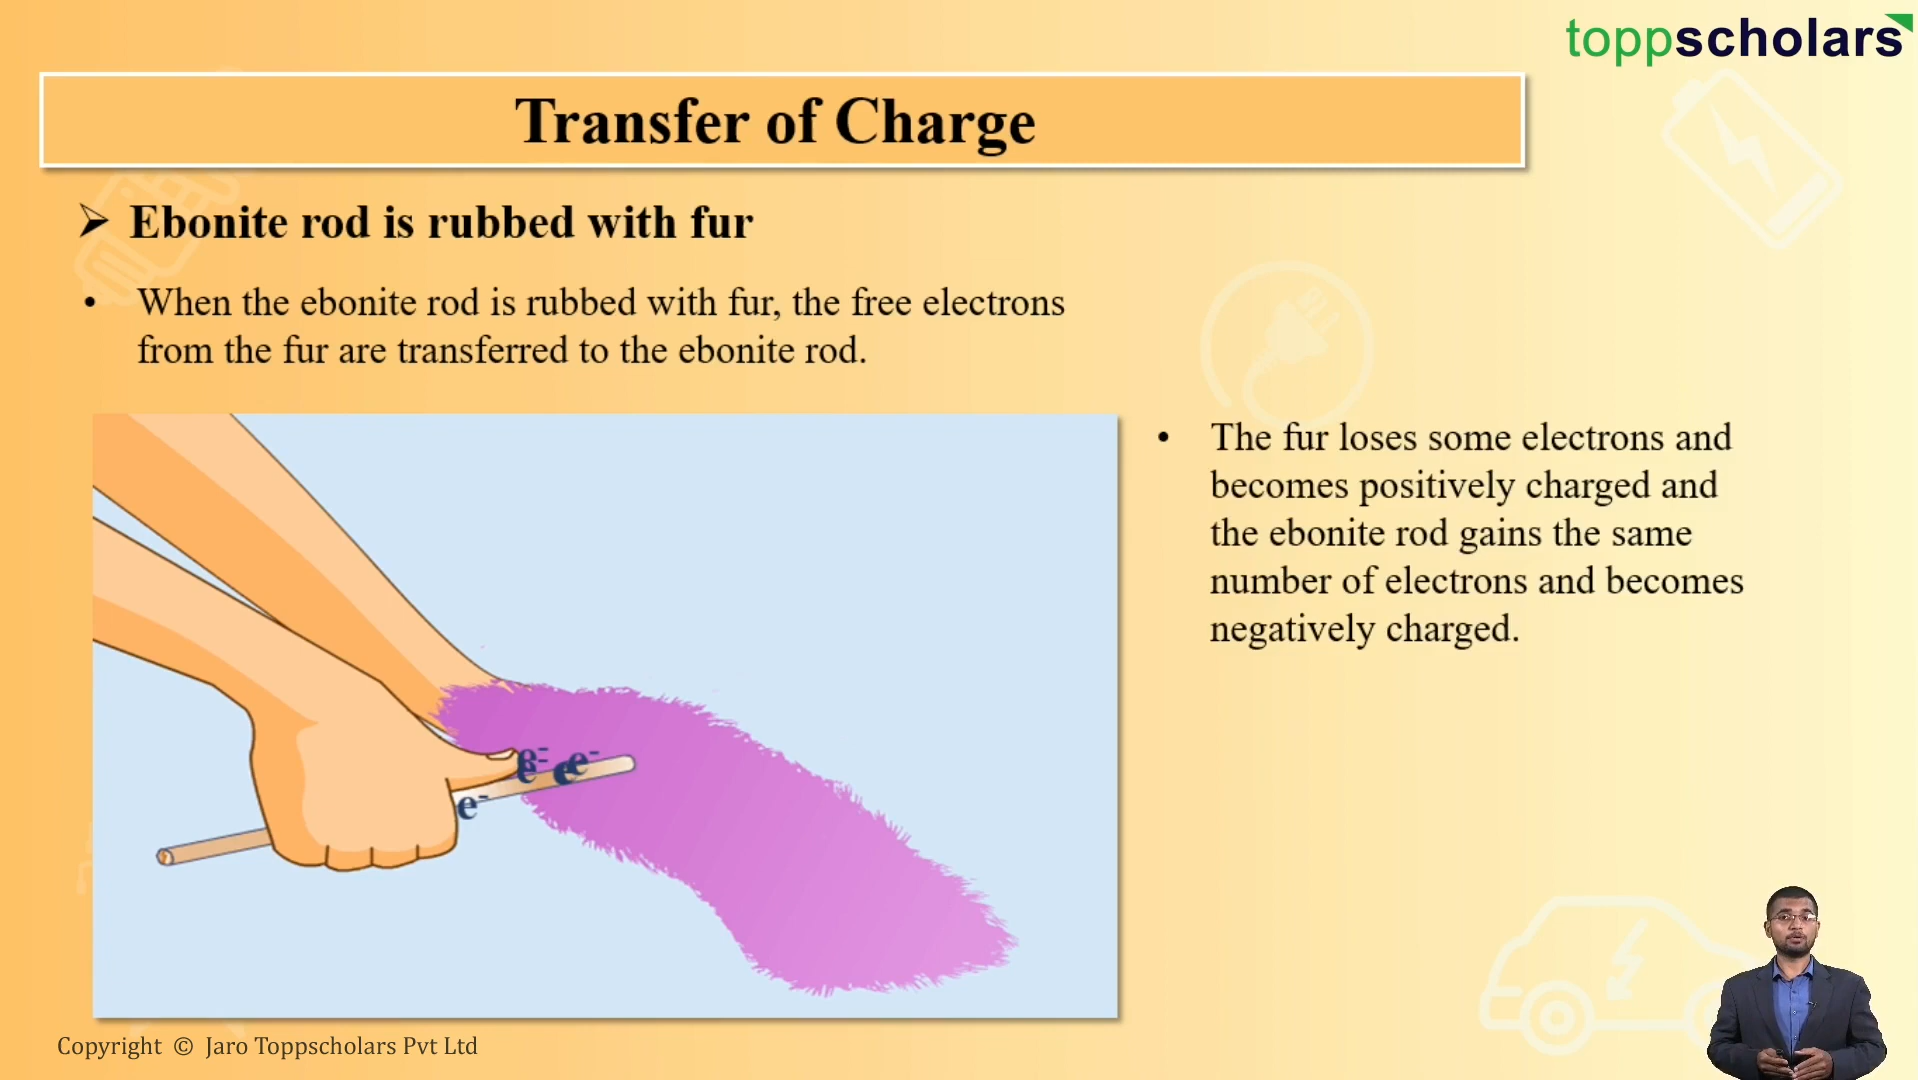 toppscholars
Transfer of Charge
➢ Ebonite rod is rubbed with fur
• When the ebonite rod is rubbed with fur, the free electrons
from the fur are transferred to the ebonite rod.
• The fur loses some electrons and
becomes positively charged and
the ebonite rod gains the same
number of electrons and becomes
negatively charged.
e⁻ e⁻
e e
e⁻
Copyright © Jaro Toppscholars Pvt Ltd